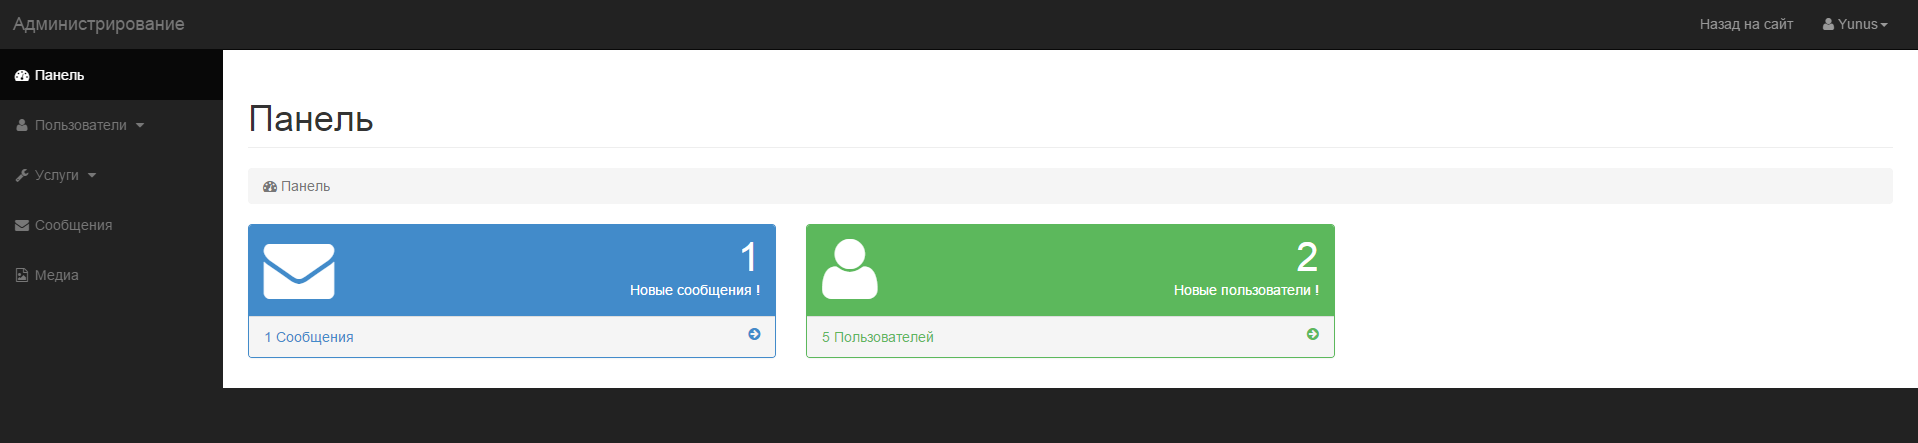 Администрирование
Назад на сайт
Yunus
Панель
Пользователи
Услуги
Сообщения
Медиа
Панель
Панель
1
Новые сообщения !
1 Сообщения
2
Новые пользователи !
5 Пользователей